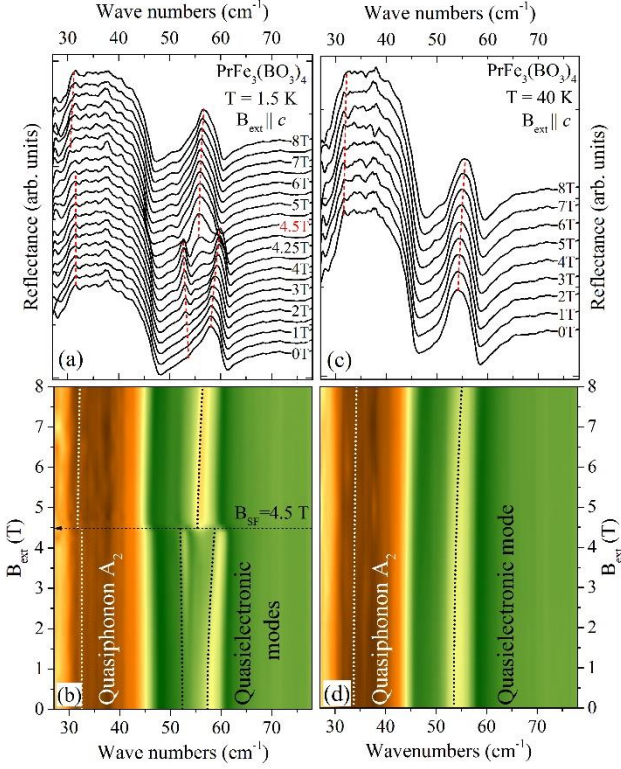 Wave numbers (cm-1)
30 40 50 60 70
Wave numbers (cm-1)
30 40 50 60 70
Reflectance (arb. units)
PrFe3(BO3)4
T = 1.5 K
Bext || c
8T
7T
6T
5T
4.5T
4.25T
4T
3T
2T
1T
0T
(a)
PrFe3(BO3)4
T = 40 K
Bext || c
8T
7T
6T
5T
4T
3T
2T
1T
0T
(c)
Reflectance (arb. units)
Bext (T)
8
7
6
5
4
3
2
1
0
Quasiphonon A2
BSF=4.5 T
Quasielectronic
modes
(b)
30 40 50 60 70
Wave numbers (cm-1)
Quasiphonon A2
Quasielectronic mode
(d)
8
7
6
5
4
3
2
1
0
Bext (T)
30 40 50 60 70
Wavenumbers (cm-1)